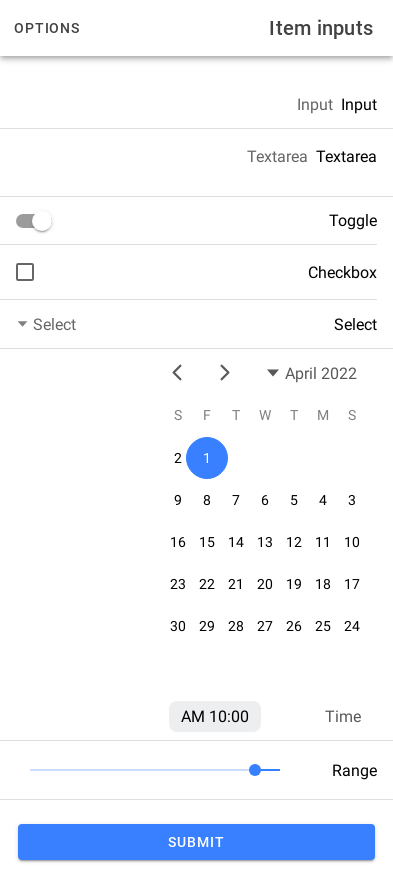 OPTIONS Item inputs
Input Input
Textarea Textarea
Toggle
Checkbox
Select Select
April 2022
S F T W T M S
2 1
9 8 7 6 5 4 3
16 15 14 13 12 11 10
23 22 21 20 19 18 17
30 29 28 27 26 25 24
AM 10:00 Time
Range
SUBMIT